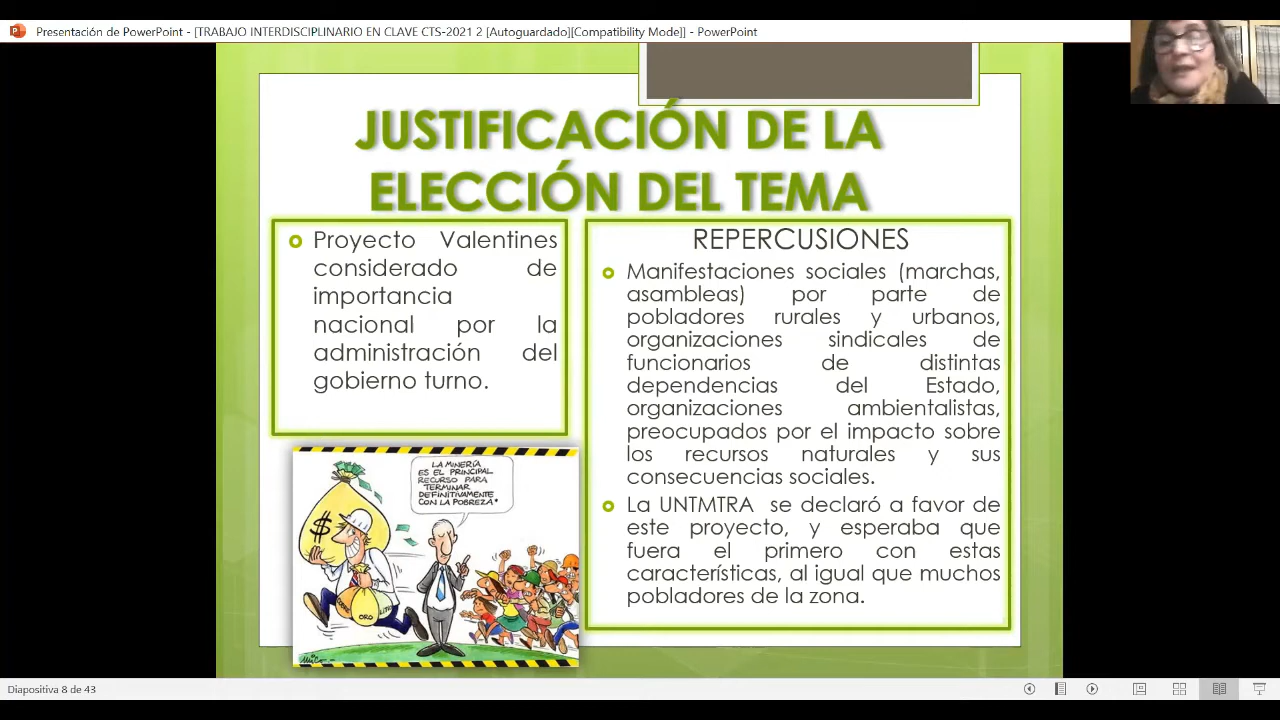 Presentación de PowerPoint - [TRABAJO INTERDISCIPLINARIO EN CLAVE CTS-2021 2 [Autoguardado][Compatibility Mode]] - PowerPoint
JUSTIFICACIÓN DE LA
ELECCIÓN DEL TEMA
Proyecto Valentines
considerado de
importancia
nacional por la
administración del
gobierno turno.
REPERCUSIONES
Manifestaciones sociales (marchas,
asambleas) por parte de
pobladores rurales y urbanos,
organizaciones sindicales de
funcionarios de distintas
dependencias del Estado,
organizaciones ambientalistas,
preocupados por el impacto sobre
los recursos naturales y sus
consecuencias sociales.
La UNTMTRA se declaró a favor de
este proyecto, y esperaba que
fuera el primero con estas
características, al igual que muchos
pobladores de la zona.
LA MINERÍA
ES EL PRINCIPAL
RECURSO PARA
TERMINAR
DEFINITIVAMENTE
CON LA POBREZA"
$
ORO
Diapositiva 8 de 43